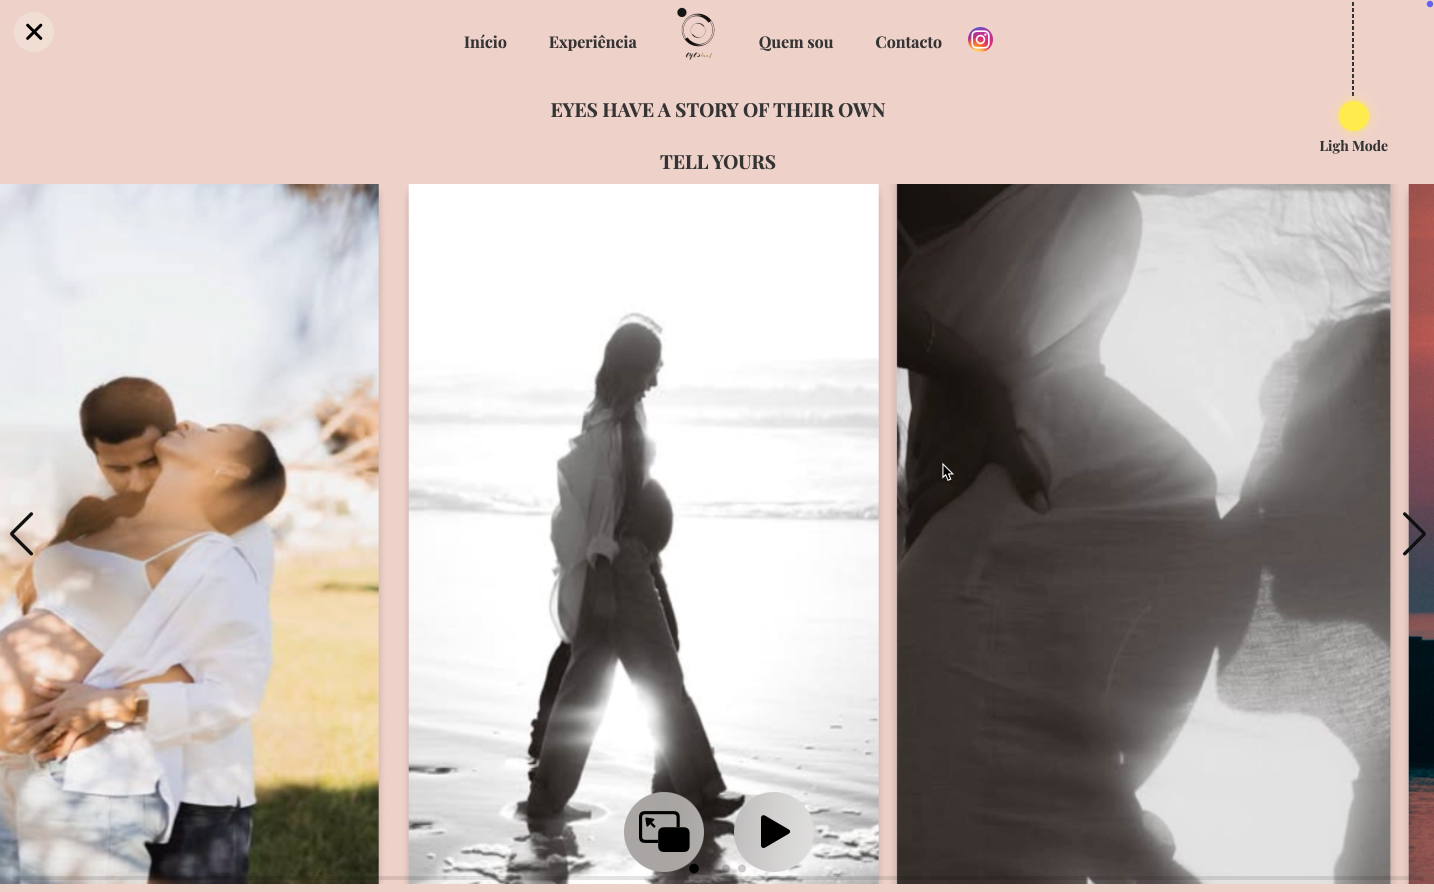 Início Experiência Quem sou Contacto
EYES HAVE A STORY OF THEIR OWN
TELL YOURS
Ligh Mode